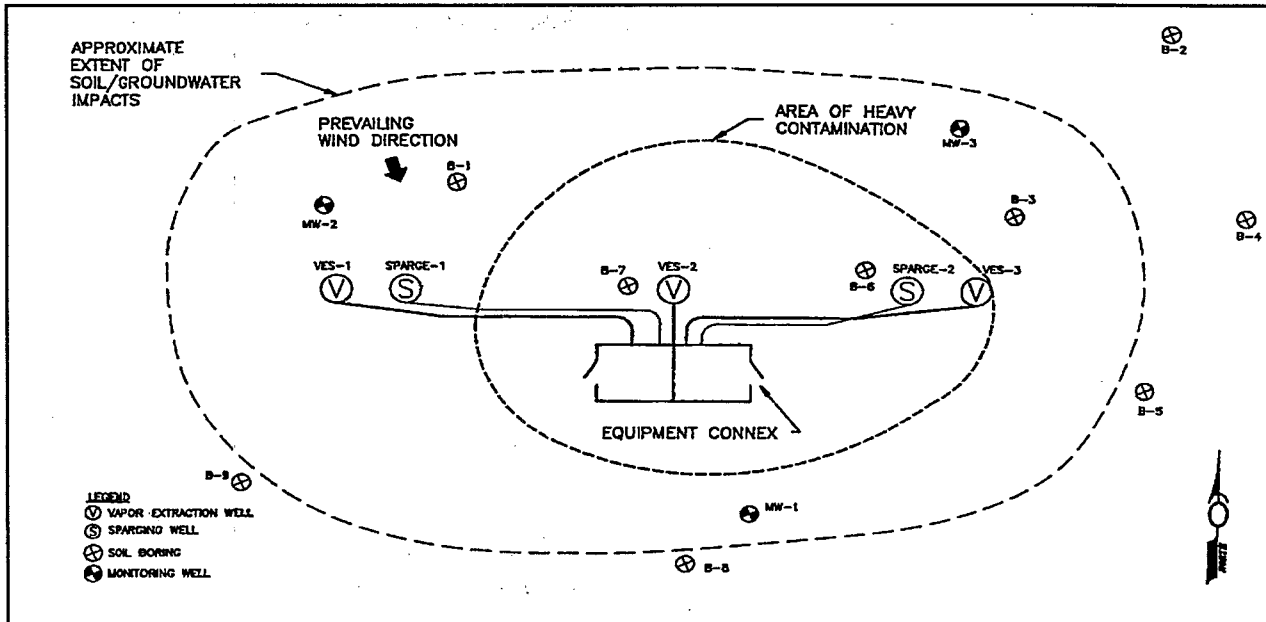 APPROXIMATE
EXTENT OF
SOIL/GROUNDWATER
IMPACTS
B-2
AREA OF HEAVY
CONTAMINATION
PREVAILING
WIND DIRECTION
MW-3
B-1
B-3
MW-2
B-4
VES-1
SPARGE-1
B-7
VES-2
B-6
SPARGE-2
VES-3
V
S
V
S
V
B-5
EQUIPMENT CONNEX
B-9
MW-1
B-8
LEGEND
V VAPOR EXTRACTION WELL
S SPARGING WELL
SOIL BORING
MONITORING WELL
NORTH